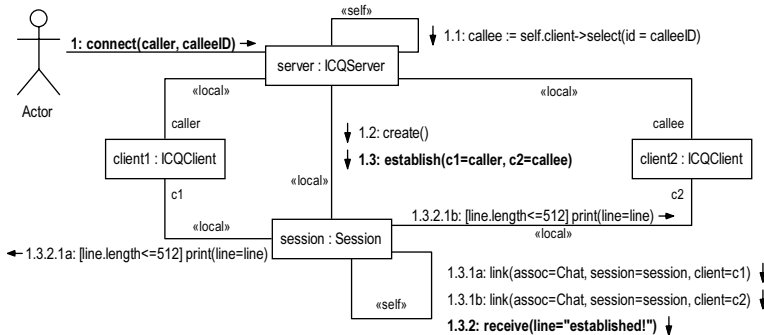 «self»
1: connect(caller, calleeID)
1.1: callee := self.client->select(id = calleeID)
server : ICQServer
«local»
«local»
Actor
caller
callee
1.2: create()
client1 : ICQClient
1.3: establish(c1=caller, c2=callee)
client2 : ICQClient
«local»
c1
c2
«local»
1.3.2.1b: [line.length<=512] print(line=line)
session : Session
«local»
1.3.2.1a: [line.length<=512] print(line=line)
1.3.1a: link(assoc=Chat, session=session, client=c1)
«self»
1.3.1b: link(assoc=Chat, session=session, client=c2)
1.3.2: receive(line="established!")